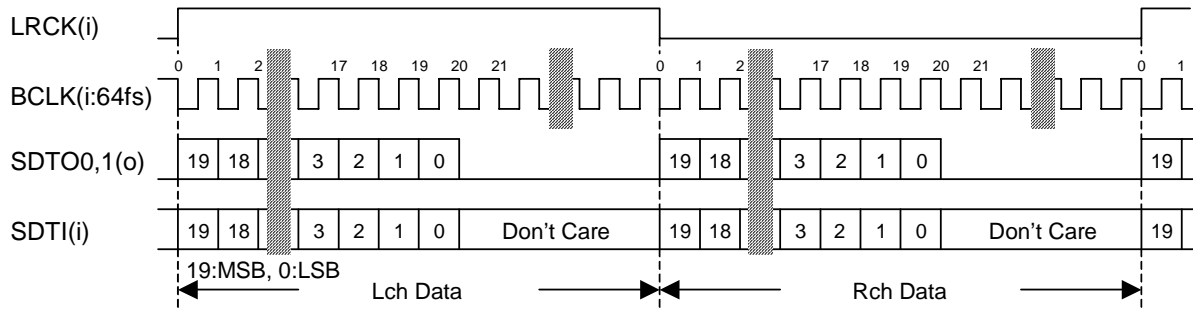 LRCK(i)
0 1 2 17 18 19 20 21 0 1 2 17 18 19 20 21 0 1
BCLK(i:64fs)
SDTO0,1(o) 19 18 3 2 1 0 19 18 3 2 1 0 19
SDTI(i) 19 18 3 2 1 0 Don't Care 19 18 3 2 1 0 Don't Care 19
19:MSB, 0:LSB
Lch Data Rch Data